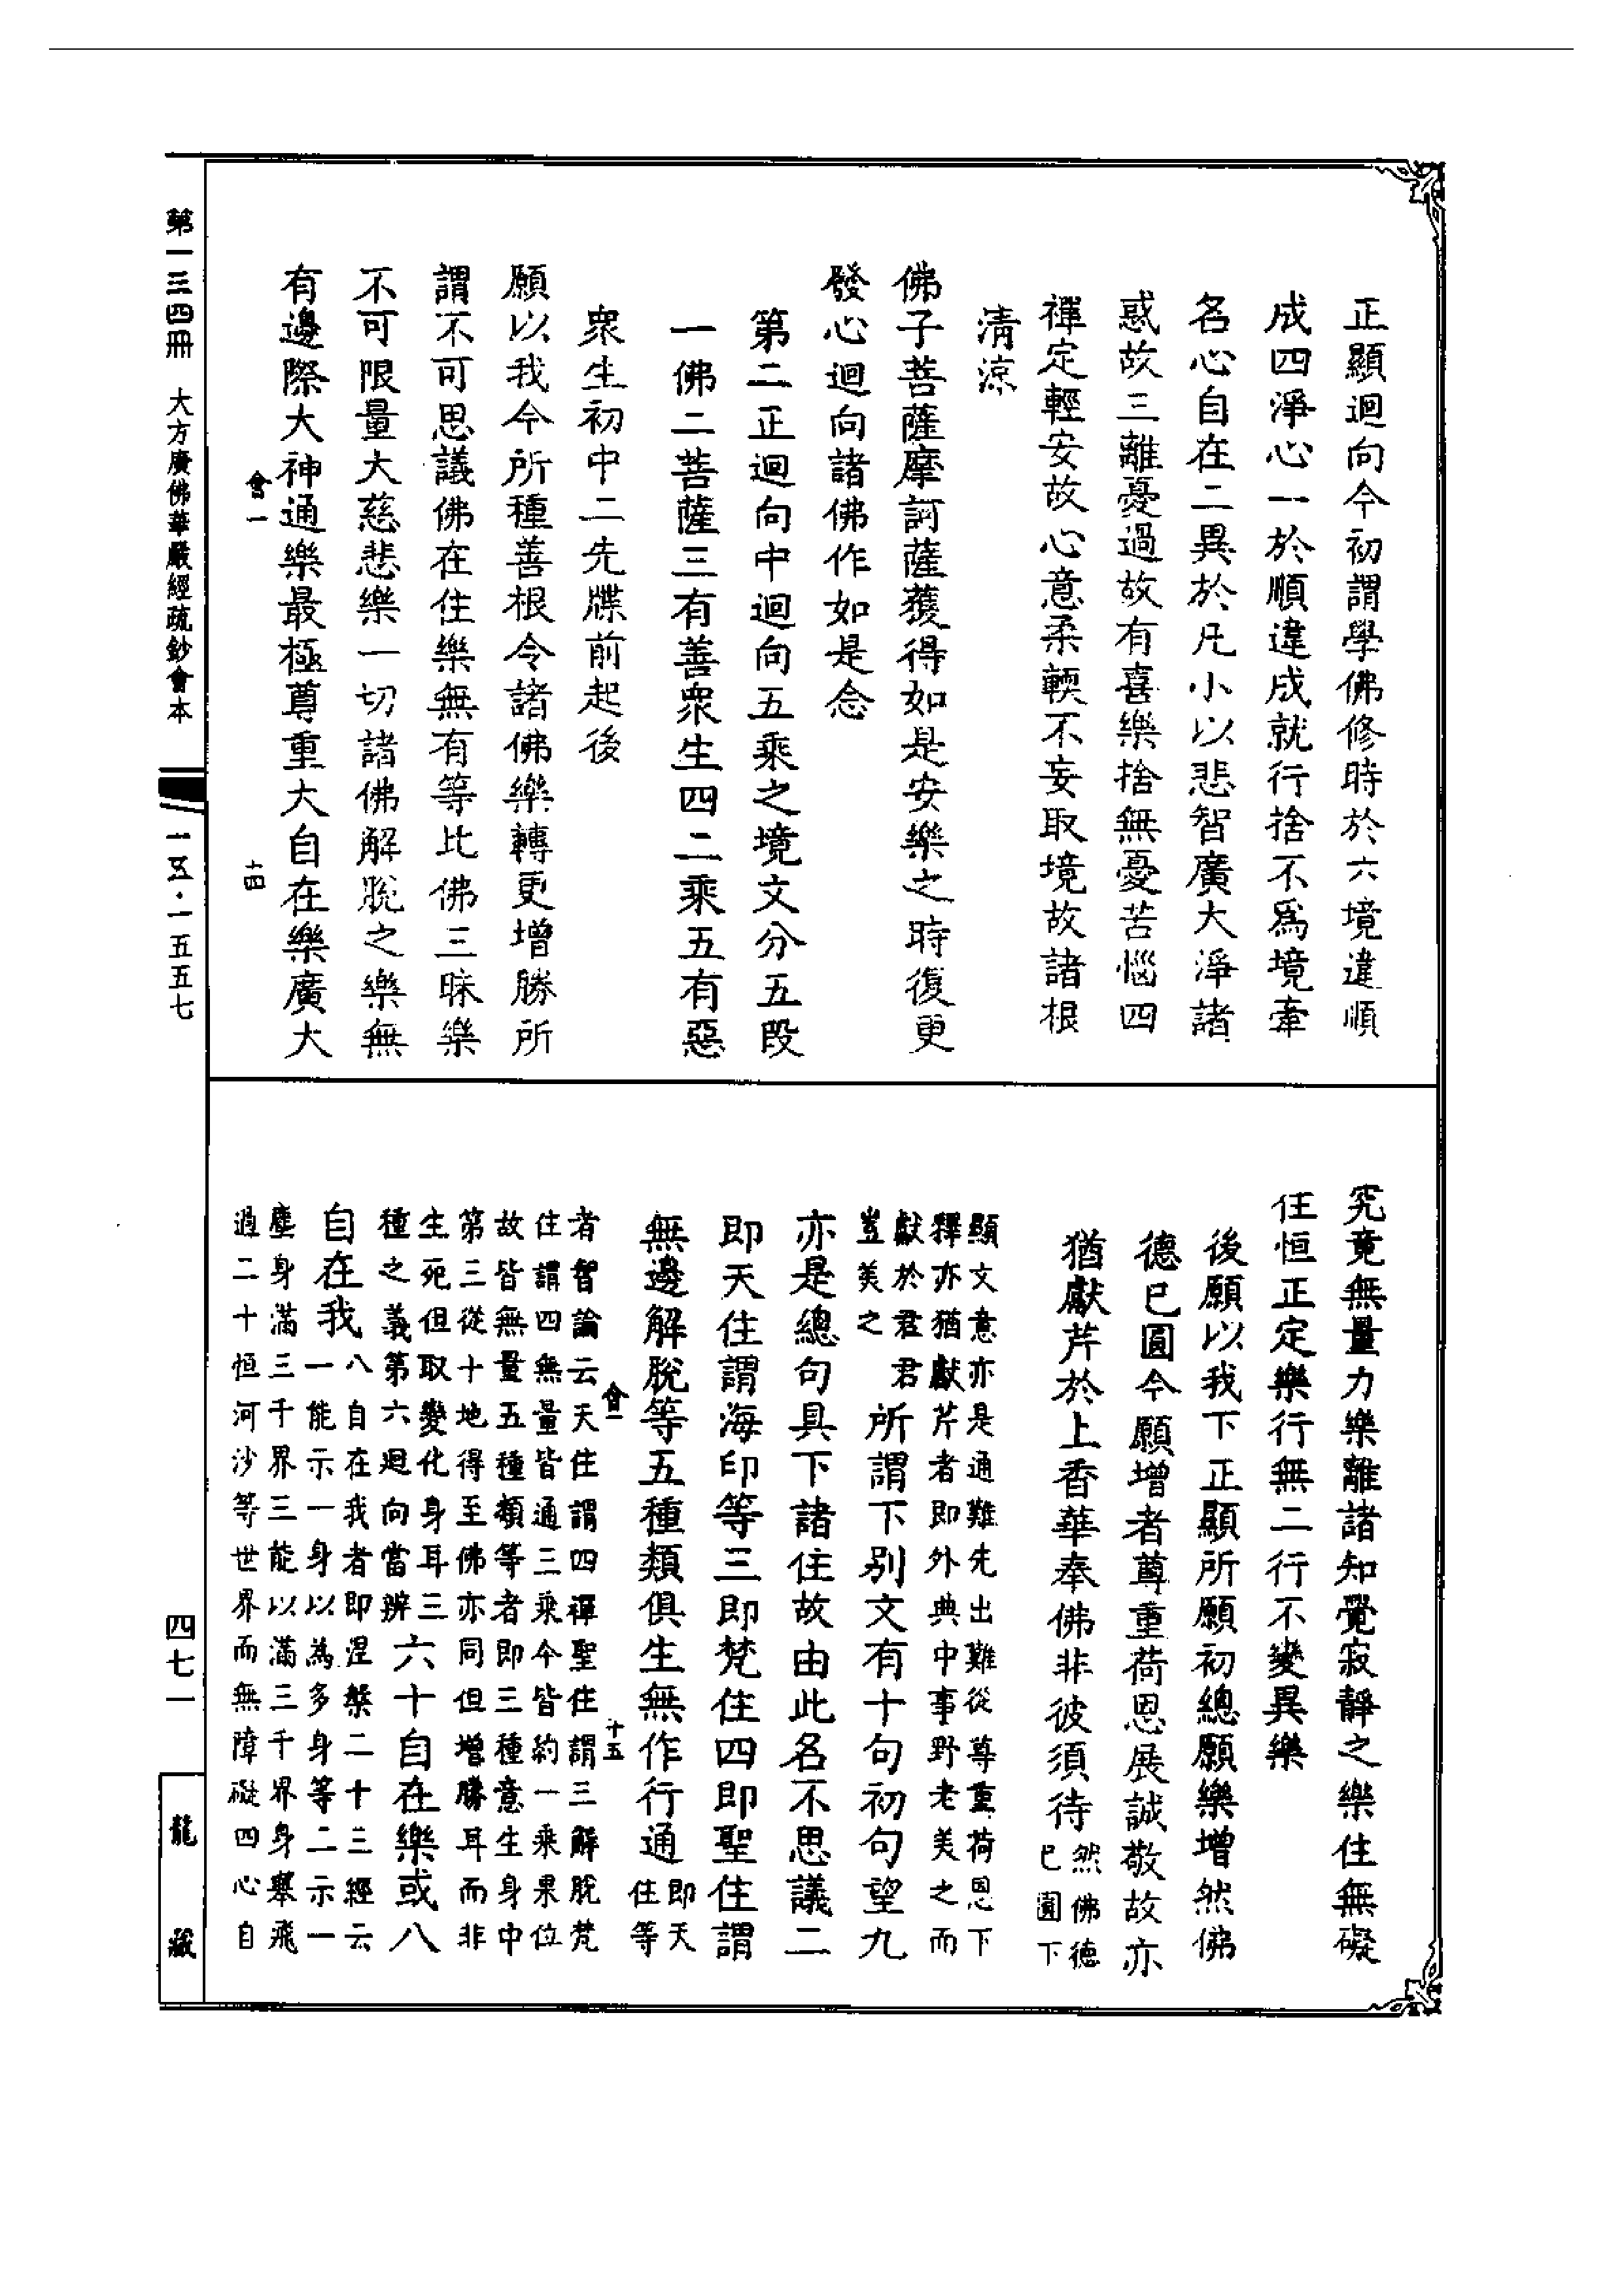 正顯迴向今初謂學佛修時於六境違順
成四淨心一於順違成就行捨不為境牽
名心自在二異於凡小以悲智廣大淨諸
惑故三離憂過故有喜樂捨無憂苦惱四
禪定輕安故心意柔輭不妄取境故諸根
清涼
佛子菩薩摩訶薩獲得如是安樂之時復更
發心迴向諸佛作如是念
第二正迴向中迴向五乘之境文分五段
一佛二菩薩三有善衆生四二乘五有惡
衆生初中二先牒前起後
願以我今所種善根令諸佛樂轉更增勝所
謂不可思議佛在住樂無有等比佛三昧樂
不可限量大慈悲樂一切諸佛解脫之樂無
有邊際大神通樂最極尊重大自在樂廣大
會一
十四
究竟無量力樂離諸知覺寂靜之樂住無礙
住恒正定樂行無二行不變異樂
後願以我下正顯所願初總願樂增然佛
德已圓今願增者尊重荷恩展誠敬故亦
猶獻芹於上香華奉佛非彼須待
然佛德
已圓下
顯文意亦是通難先出難從尊重荷恩下
釋亦猶獻芹者即外典中事野老美之而
獻於君君
豈美之
所謂下別文有十句初句望九
亦是總句具下諸住故由此名不思議二
即天住謂海印等三即梵住四即聖住謂
無邊解脫等五種類俱生無作行通
即天
住等
會一
十五
者智論云天住謂四禪聖住謂三解脫梵
住謂四無量皆通三乘今皆約一乘果位
故皆無量五種類等者即三種意生身中
第三從十地得至佛亦同但增勝耳而非
生死但取變化身耳三
種之義第六迴向當辨
六十自在樂或八
自在我
八自在我者即涅槃二十三經云
一能示一身以為多身等二示一
塵身滿三千界三能以滿三千界身舉飛
過二十恒河沙等世界而無障礙四心自
第一三四冊 大方廣佛華嚴經疏鈔會本
一五·一五五七
四七一
龍藏